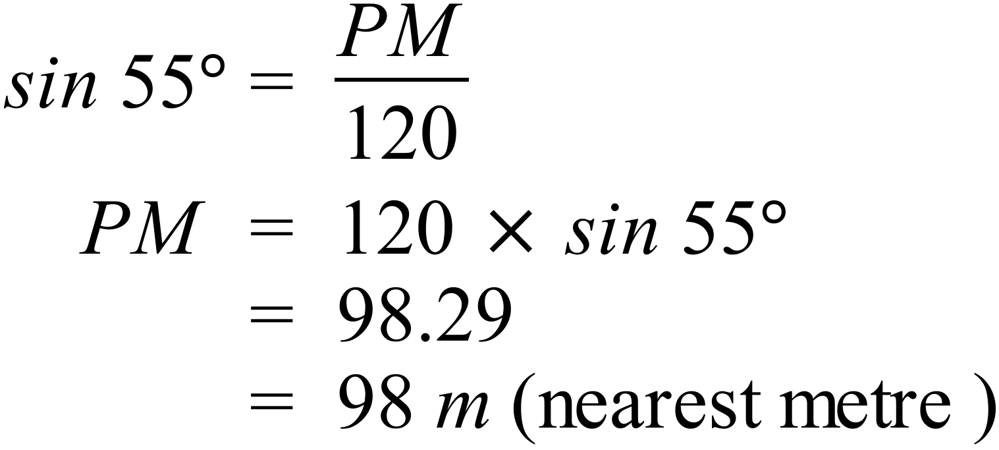 sin 55° = PM/120
PM = 120 × sin 55°
= 98.29
= 98 m (nearest metre )